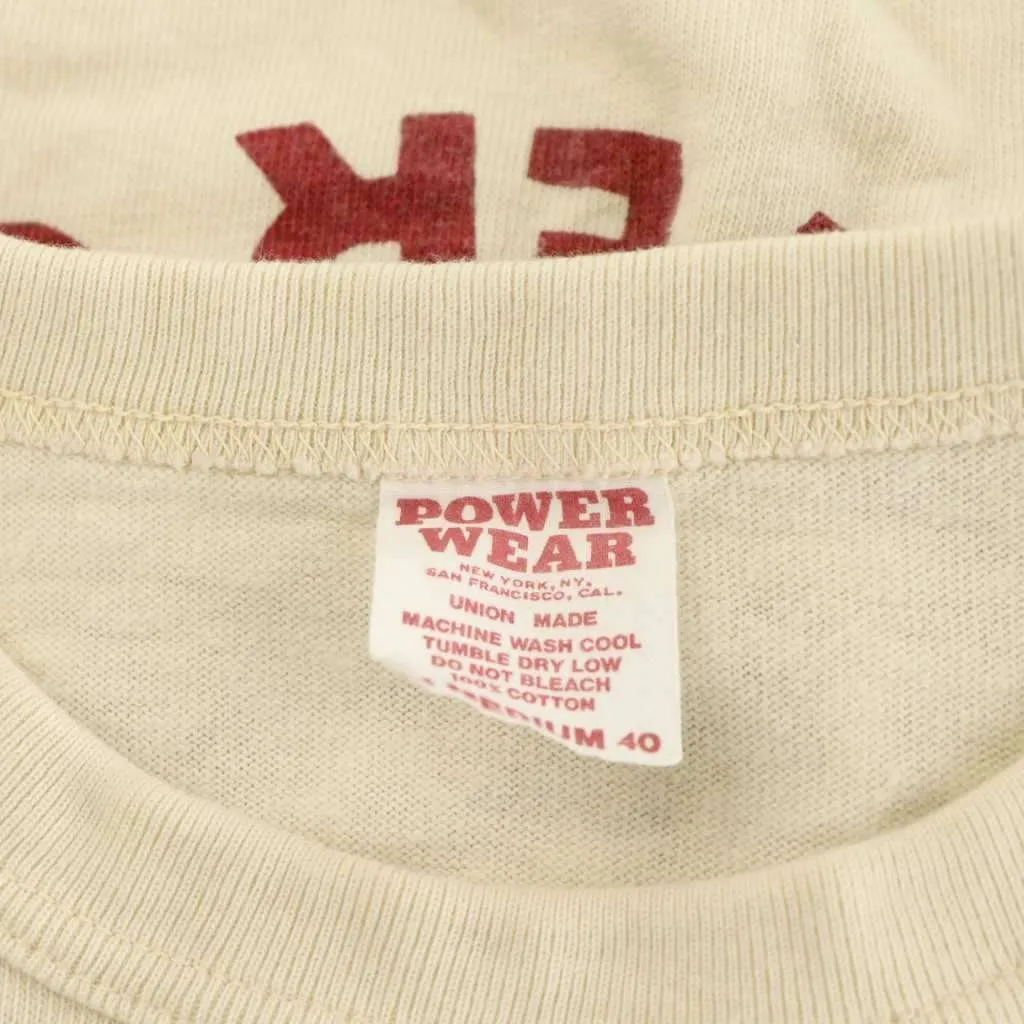 POWER
WEAR
NEW YORK, NY.
SAN FRANCISCO, CAL.
UNION MADE
MACHINE WASH COOL
TUMBLE DRY LOW
DO NOT BLEACH
100% COTTON
MEDIUM 40